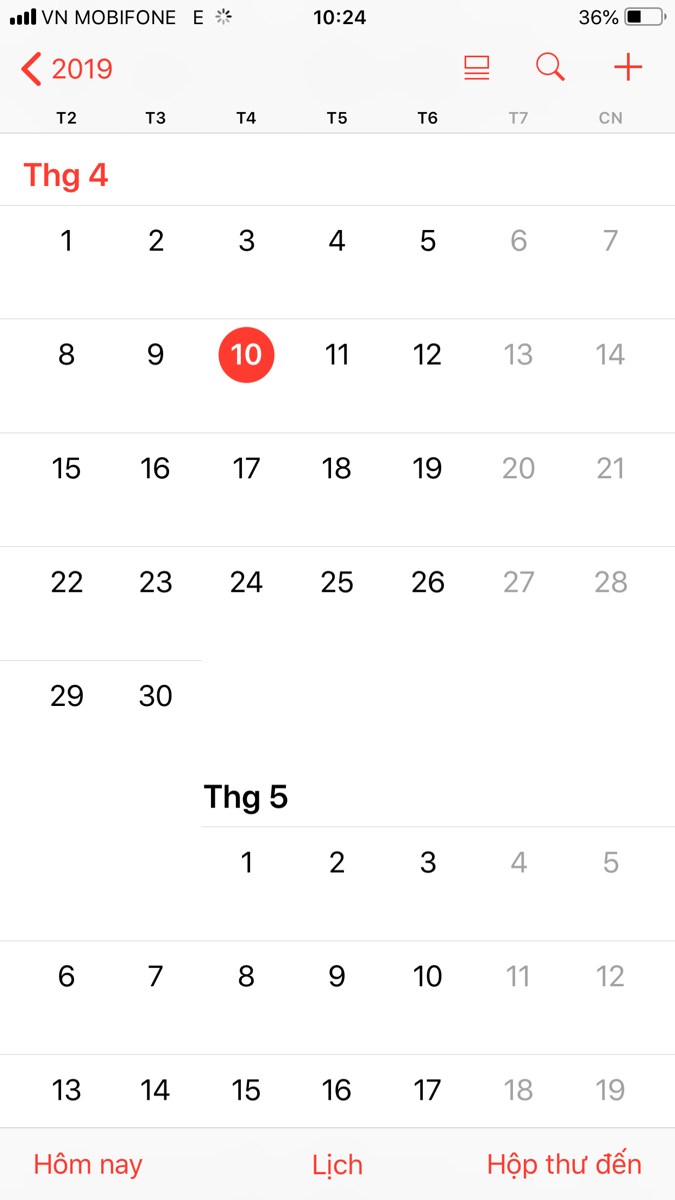 VN MOBIFONE E 10:24 36%
2019
T2 T3 T4 T5 T6 T7 CN
Thg 4
1 2 3 4 5 6 7
8 9 10 11 12 13 14
15 16 17 18 19 20 21
22 23 24 25 26 27 28
29 30
Thg 5
1 2 3 4 5
6 7 8 9 10 11 12
13 14 15 16 17 18 19
Hôm nay Lịch Hộp thư đến